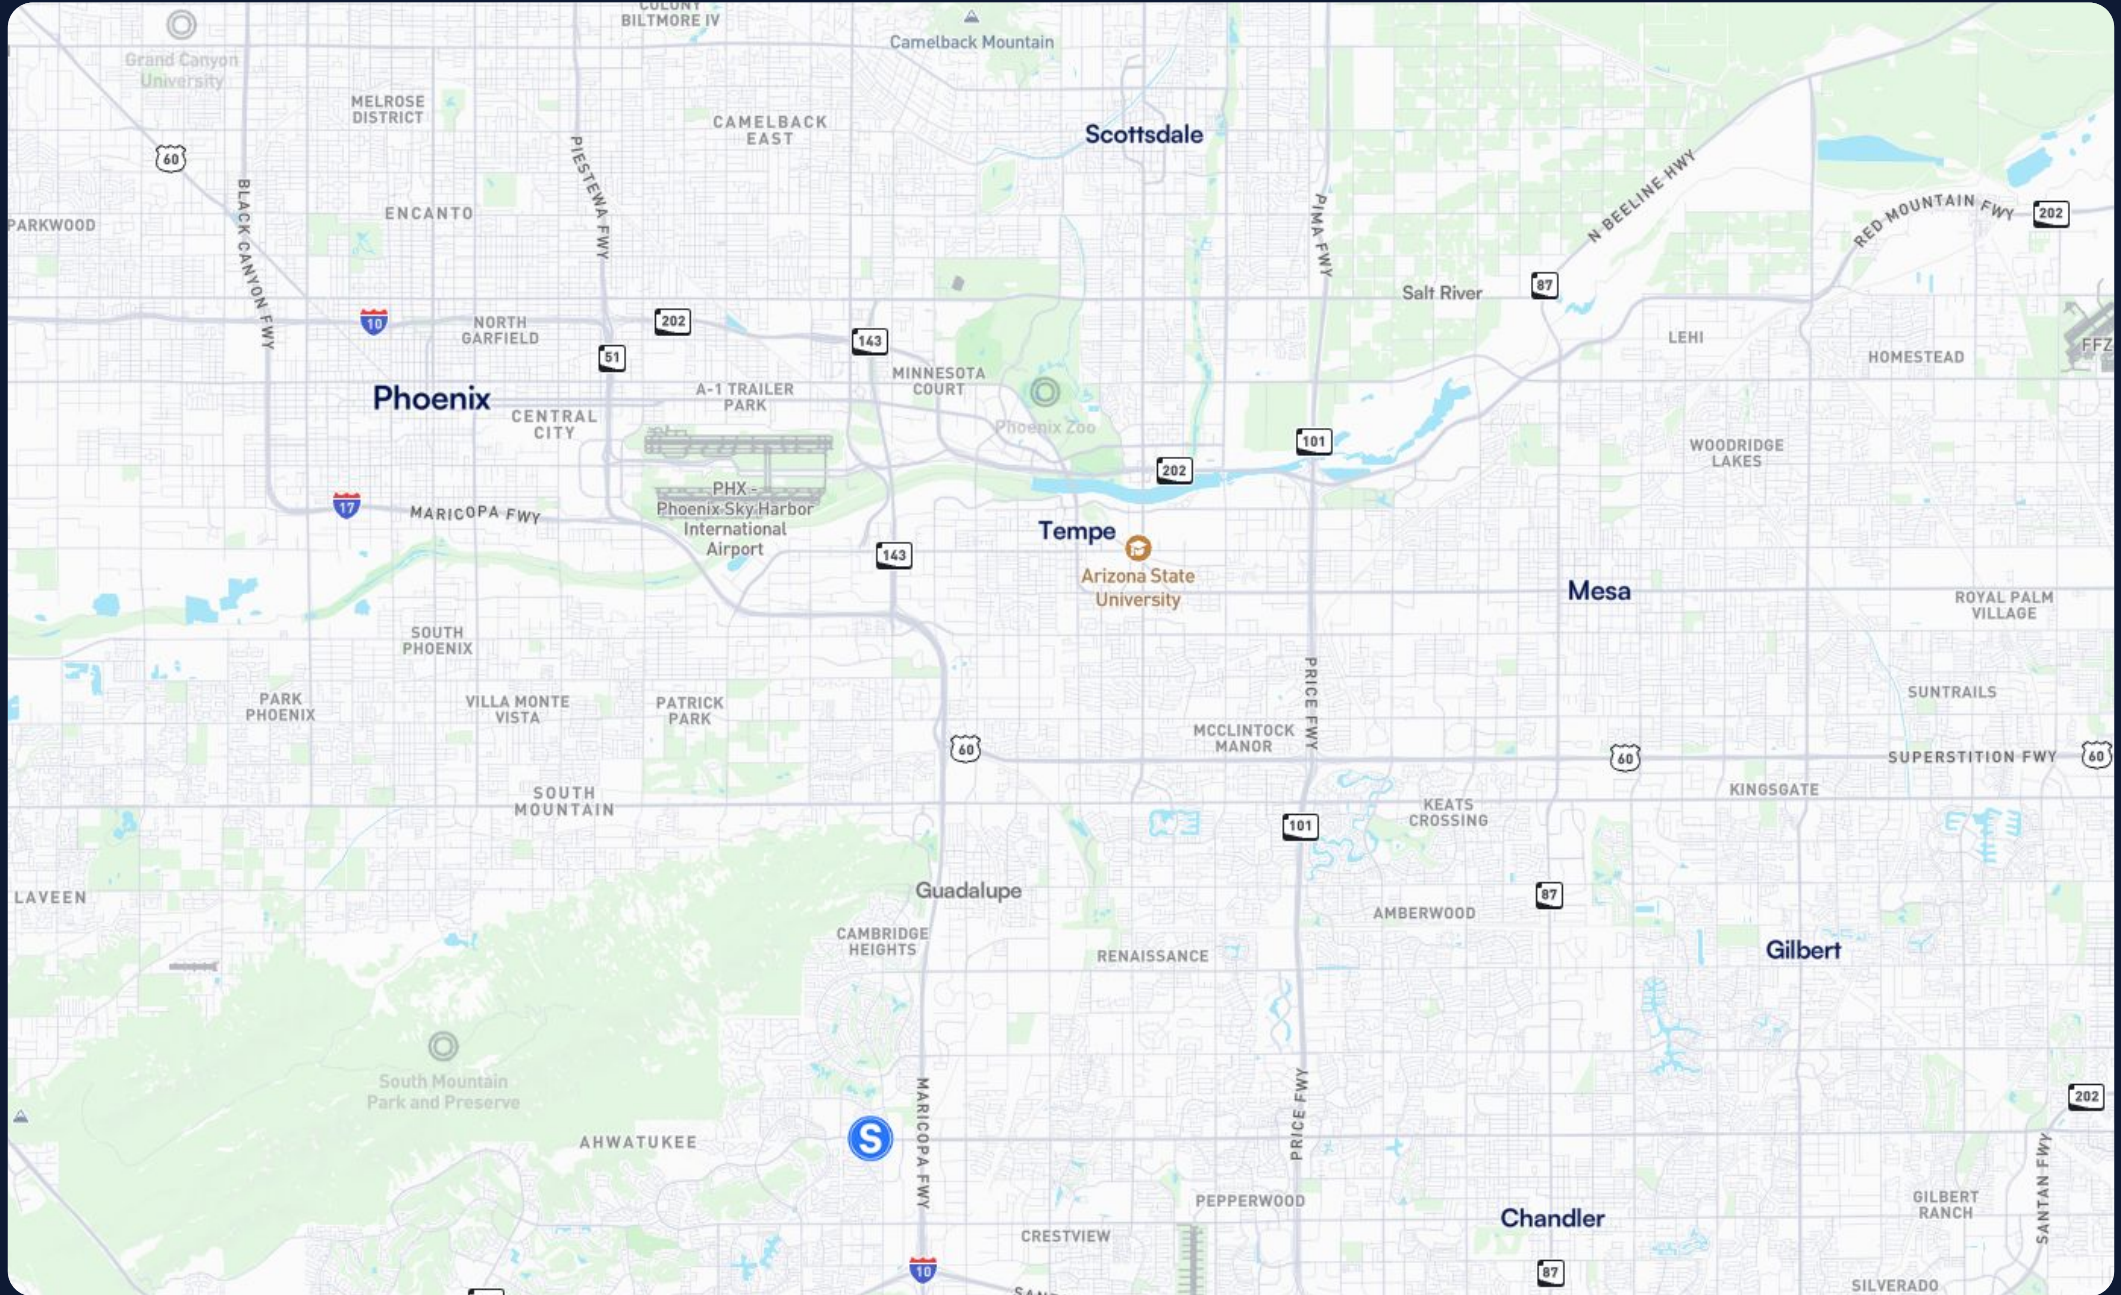 COLONY
BILTMORE IV
Camelback Mountain
Grand Canyon
University
MELROSE
DISTRICT
CAMELBACK
EAST
Scottsdale
60
PIESTEWA FWY
BLACK CANYON FWY
PARKWOOD
ENCANTO
PIMA FWY
N BEELINE HWY
RED MOUNTAIN FWY
202
Salt River
87
10
NORTH
GARFIELD
202
51
143
LEHI
HOMESTEAD
FFZ
Phoenix
CENTRAL
CITY
A-1 TRAILER
PARK
MINNESOTA
COURT
Phoenix Zoo
101
202
WOODRIDGE
LAKES
17
MARICOPA FWY
PHX -
Phoenix Sky Harbor
International
Airport
143
Tempe
Arizona State
University
Mesa
ROYAL PALM
VILLAGE
SOUTH
PHOENIX
PARK
PHOENIX
VILLA MONTE
VISTA
PATRICK
PARK
PRICE FWY
SUNTRAILS
MCCLINTOCK
MANOR
60
60
SUPERSTITION FWY
60
SOUTH
MOUNTAIN
KINGSGATE
101
KEATS
CROSSING
LAVEEN
Guadalupe
87
AMBERWOOD
CAMBRIDGE
HEIGHTS
RENAISSANCE
Gilbert
South Mountain
Park and Preserve
MARICOPA FWY
PRICE FWY
202
AHWATUKEE
S
SANTAN FWY
PEPPERWOOD
GILBERT
RANCH
Chandler
CRESTVIEW
10
87
SILVERADO